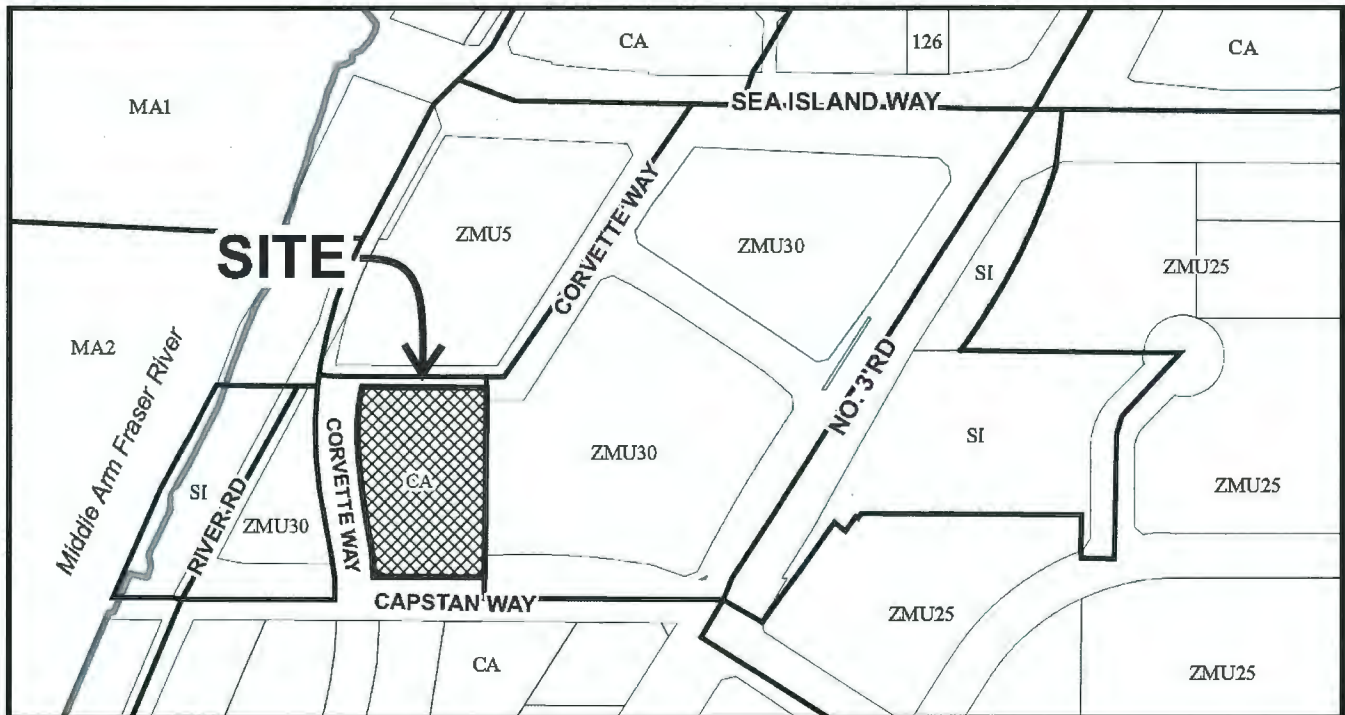 CA
126
CA
MA1
SEA ISLAND WAY
CORVETTE WAY
ZMU5
ZMU30
SITE
SI
ZMU25
MA2
NO. 3 RD
Middle Arm Fraser River
CORVETTE WAY
CA
ZMU30
SI
SI
RIVER RD
ZMU30
ZMU25
CAPSTAN WAY
ZMU25
CA
ZMU25